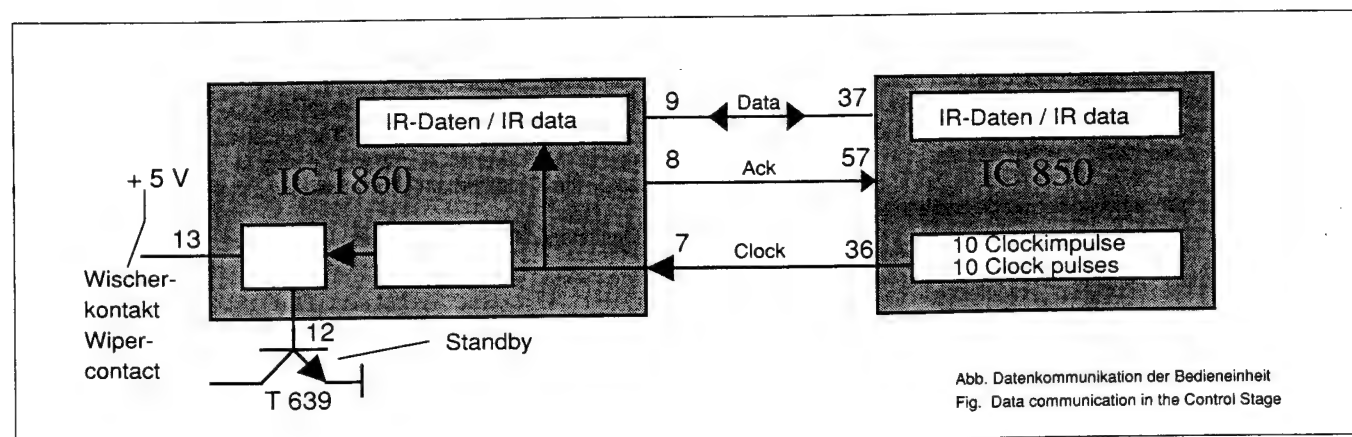 IR-Daten / IR data
IC 1860
+ 5 V
13
Wischer-
kontakt
Wiper-
contact
12
Standby
T 639
9
Data
37
8
Ack
57
7
Clock
36
IR-Daten / IR data
IC 850
10 Clockimpulse
10 Clock pulses
Abb. Datenkommunikation der Bedieneinheit
Fig. Data communication in the Control Stage